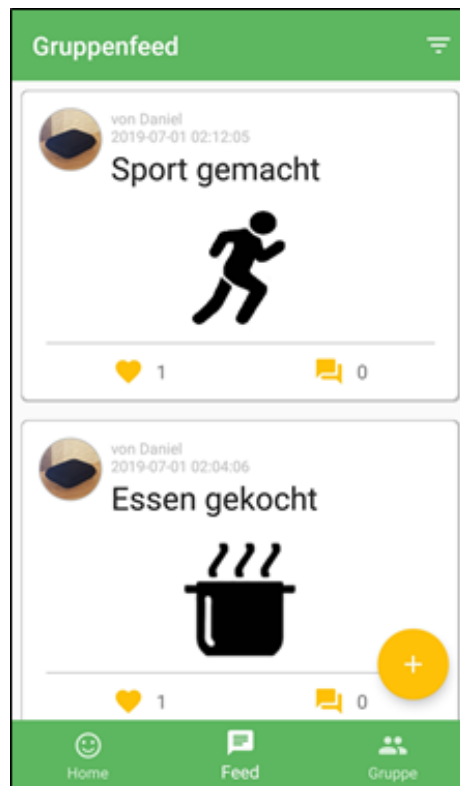 Gruppenfeed
von Daniel
2019-07-01 02:12:05
Sport gemacht
1
0
von Daniel
2019-07-01 02:04:06
Essen gekocht
1
0
Home
Feed
Gruppe